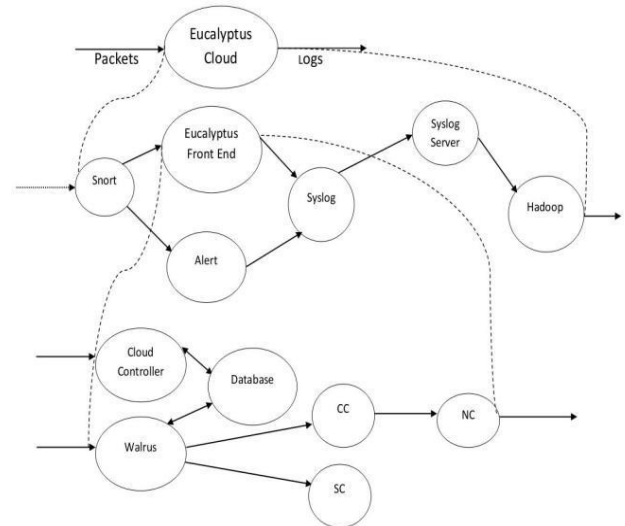 Eucalyptus
Cloud
Packets
Logs
Eucalyptus
Front End
Syslog
Server
Snort
Syslog
Hadoop
Alert
Cloud
Controller
Database
CC
NC
Walrus
SC